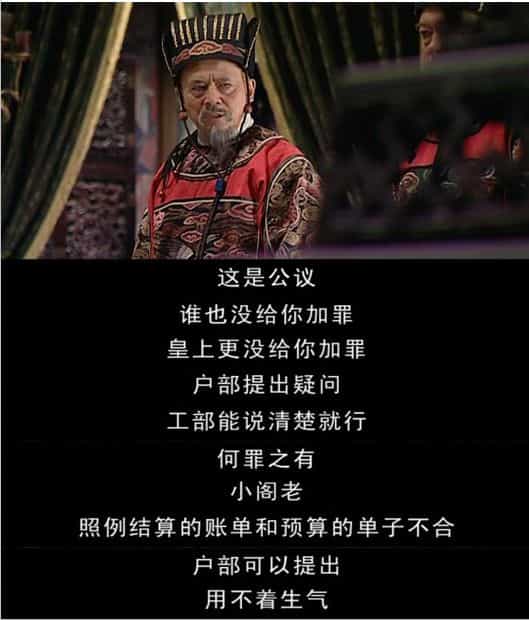 这是公议
谁也没给你加罪
皇上更没给你加罪
户部提出疑问
工部能说清楚就行
何罪之有
小阁老
照例结算的账单和预算的单子不合
户部可以提出
用不着生气